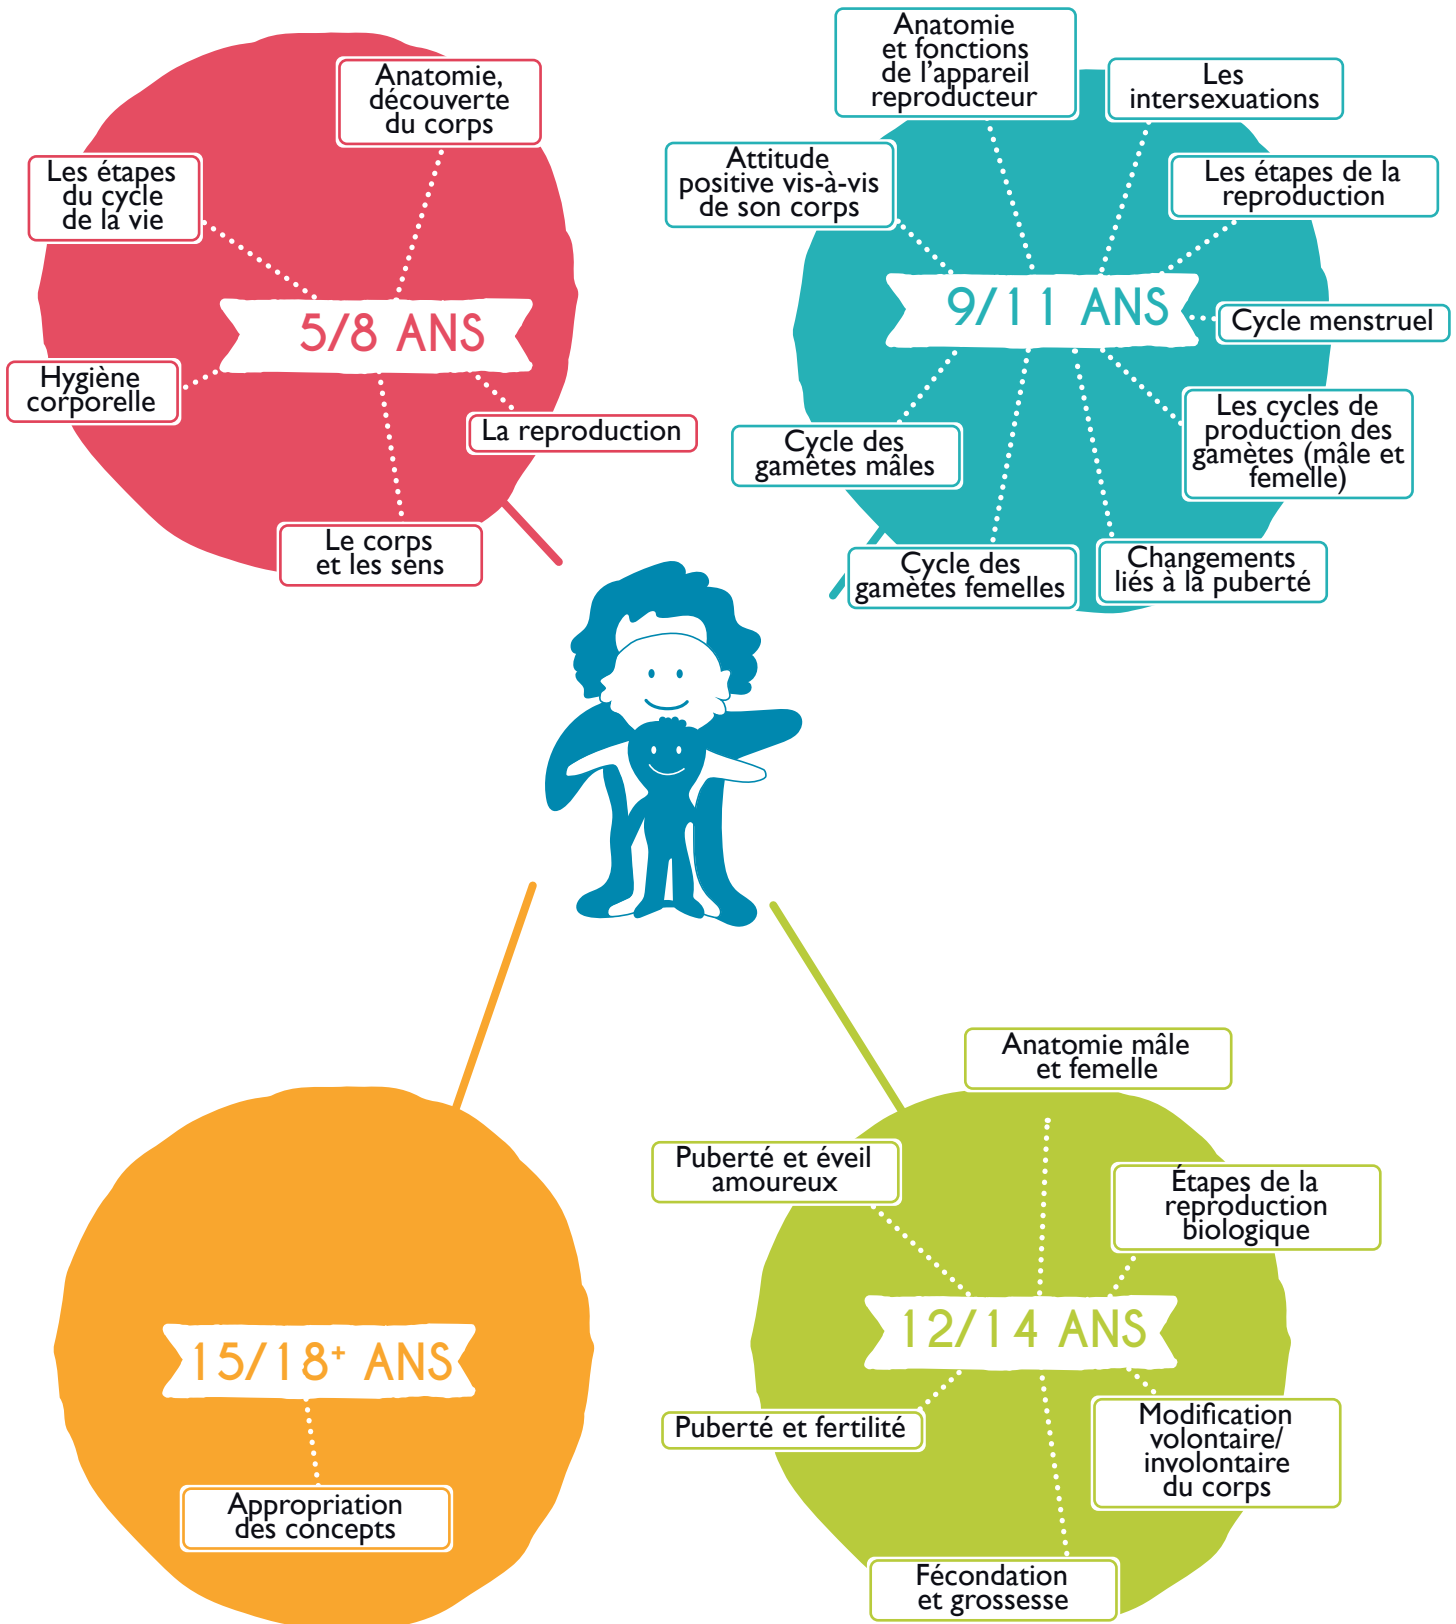 Anatomie,
découverte
du corps
Les étapes
du cycle
de la vie
5/8 ANS
Hygiène
corporelle
La reproduction
Le corps
et les sens
Anatomie
et fonctions
de l'appareil
reproducteur
Les
intersexuations
Attitude
positive vis-à-vis
de son corps
Les étapes de la
reproduction
9/11 ANS
Cycle menstruel
Les cycles de
production des
gamètes (mâle et
femelle)
Cycle des
gamètes mâles
Cycle des
gamètes femelles
Changements
liés à la puberté
15/18+ ANS
Appropriation
des concepts
Anatomie mâle
et femelle
Puberté et éveil
amoureux
Étapes de la
reproduction
biologique
12/14 ANS
Puberté et fertilité
Modification
volontaire/
involontaire
du corps
Fécondation
et grossesse